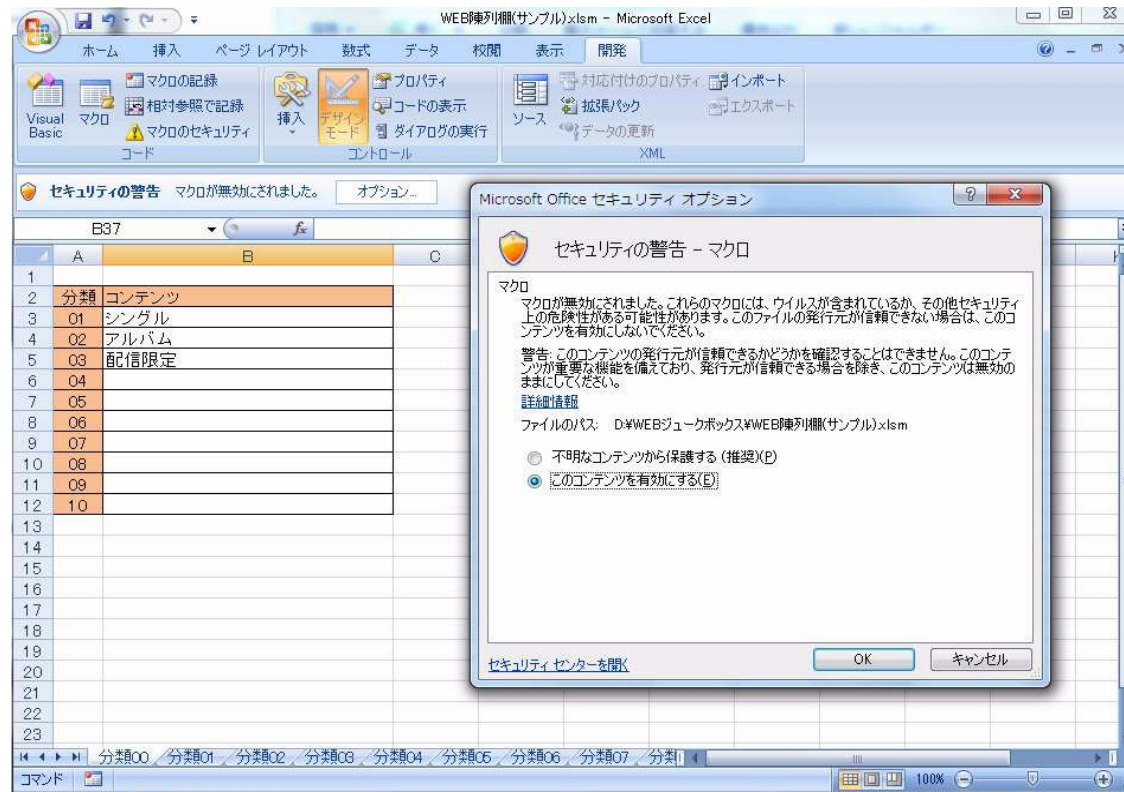 WEB陳列棚(サンプル).xlsm - Microsoft Excel
ホーム 挿入 ページ レイアウト 数式 データ 校閲 表示 開発
Visual Basic
マクロ
マクロの記録
相対参照で記録
マクロのセキュリティ
コード
挿入
デザイン モード
プロパティ
コードの表示
ダイアログの実行
コントロール
ソース
対応付けのプロパティ
拡張パック
データの更新
インポート
エクスポート
XML
セキュリティの警告 マクロが無効にされました。 オプション...
B37 fx
A B C
1
2 分類 コンテンツ
3 01 シングル
4 02 アルバム
5 03 配信限定
6 04
7 05
8 06
9 07
10 08
11 09
12 10
13
14
15
16
17
18
19
20
21
22
23
Microsoft Office セキュリティ オプション
セキュリティの警告 - マクロ
マクロ
マクロが無効にされました。これらのマクロには、ウイルスが含まれているか、その他セキュリティ
上の危険性がある可能性があります。このファイルの発行元が信頼できない場合は、このコ
ンテンツを有効にしないでください。
警告: このコンテンツの発行元が信頼できるかどうかを確認することはできません。このコンテ
ンツが重要な機能を備えており、発行元が信頼できる場合を除き、このコンテンツは無効の
ままにしてください。
詳細情報
ファイルのパス: D:¥WEBジュークボックス¥WEB陳列棚(サンプル).xlsm
不明なコンテンツから保護する (推奨)(P)
このコンテンツを有効にする(E)
セキュリティ センターを開く
OK キャンセル
分類00 分類01 分類02 分類03 分類04 分類05 分類06 分類07 分類
コマンド 100%